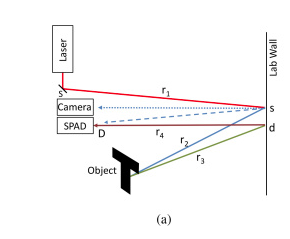 Laser
Lab Wall
s
r1
Camera
s
SPAD
D
r4
d
r2
r3
Object
(a)